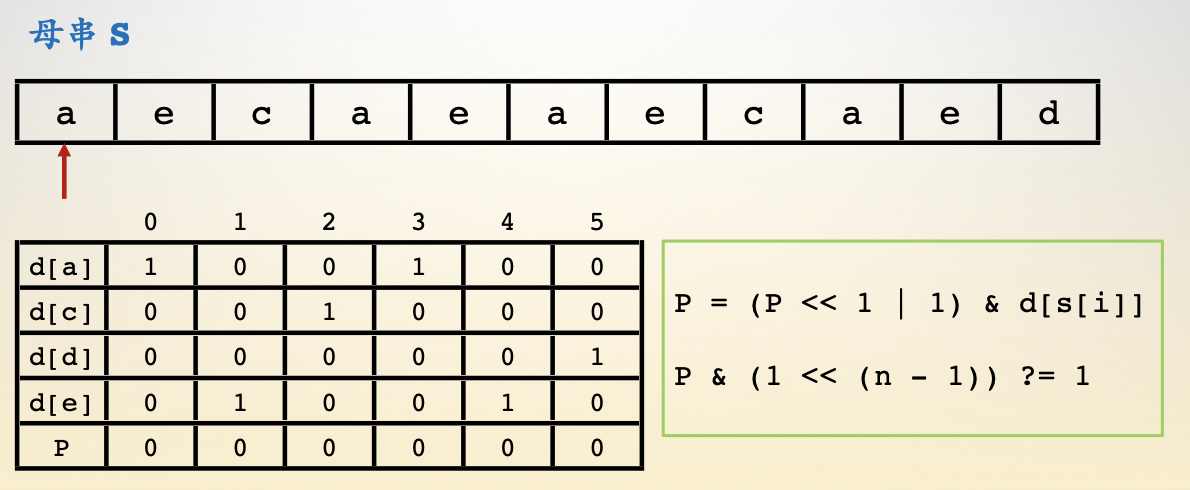 母串 S
a e c a e a e c a e d
0 1 2 3 4 5
d[a] 1 0 0 1 0 0
d[c] 0 0 1 0 0 0
d[d] 0 0 0 0 0 1
d[e] 0 1 0 0 1 0
P 0 0 0 0 0 0
P = (P << 1 | 1) & d[s[i]]
P & (1 << (n - 1)) ?= 1